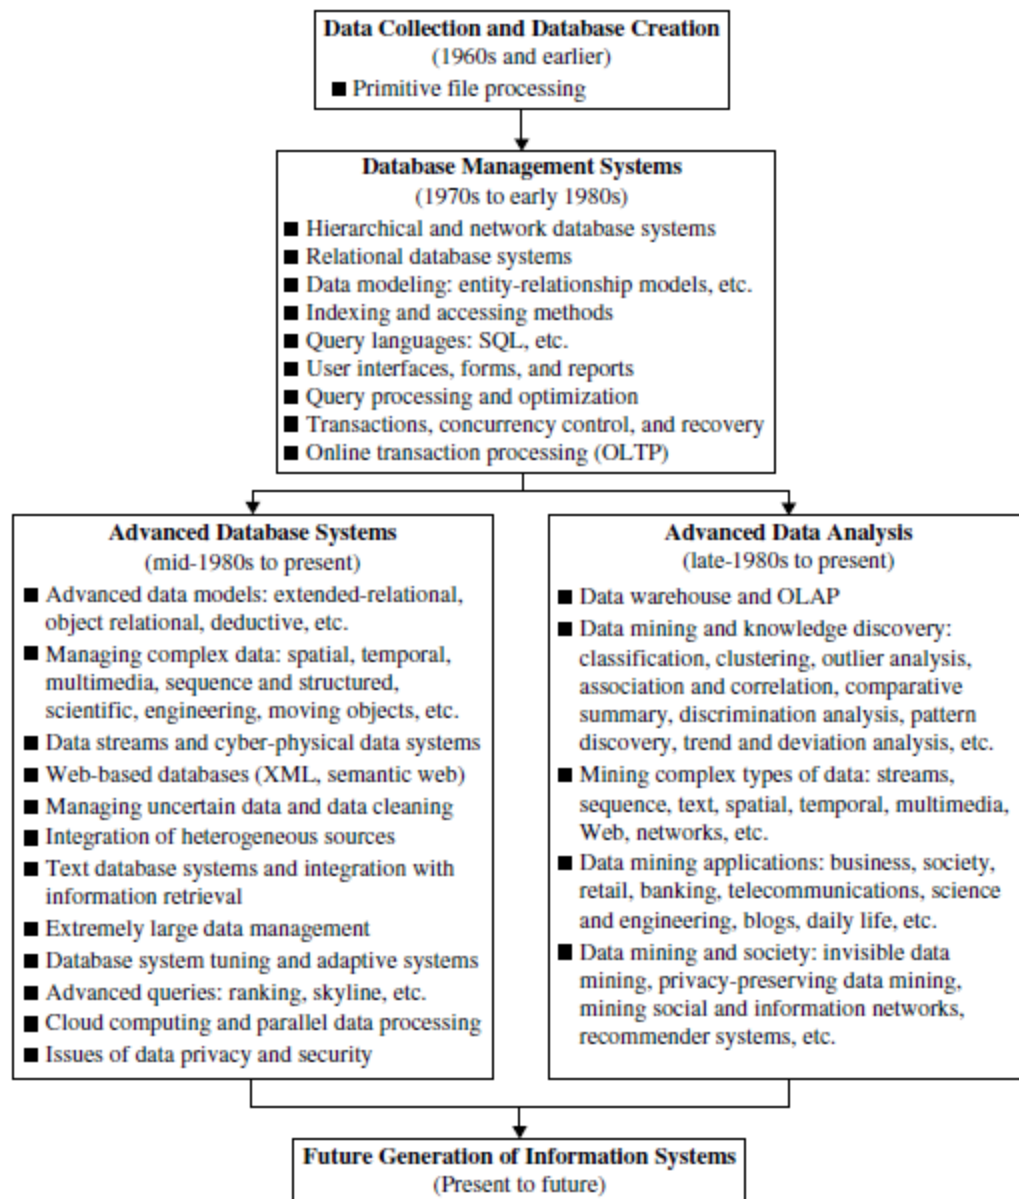 Data Collection and Database Creation
(1960s and earlier)
■ Primitive file processing
Database Management Systems
(1970s to early 1980s)
■ Hierarchical and network database systems
■ Relational database systems
■ Data modeling: entity-relationship models, etc.
■ Indexing and accessing methods
■ Query languages: SQL, etc.
■ User interfaces, forms, and reports
■ Query processing and optimization
■ Transactions, concurrency control, and recovery
■ Online transaction processing (OLTP)
Advanced Database Systems
(mid-1980s to present)
■ Advanced data models: extended-relational,
object relational, deductive, etc.
■ Managing complex data: spatial, temporal,
multimedia, sequence and structured,
scientific, engineering, moving objects, etc.
■ Data streams and cyber-physical data systems
■ Web-based databases (XML, semantic web)
■ Managing uncertain data and data cleaning
■ Integration of heterogeneous sources
■ Text database systems and integration with
information retrieval
■ Extremely large data management
■ Database system tuning and adaptive systems
■ Advanced queries: ranking, skyline, etc.
■ Cloud computing and parallel data processing
■ Issues of data privacy and security
Advanced Data Analysis
(late-1980s to present)
■ Data warehouse and OLAP
■ Data mining and knowledge discovery:
classification, clustering, outlier analysis,
association and correlation, comparative
summary, discrimination analysis, pattern
discovery, trend and deviation analysis, etc.
■ Mining complex types of data: streams,
sequence, text, spatial, temporal, multimedia,
Web, networks, etc.
■ Data mining applications: business, society,
retail, banking, telecommunications, science
and engineering, blogs, daily life, etc.
■ Data mining and society: invisible data
mining, privacy-preserving data mining,
mining social and information networks,
recommender systems, etc.
Future Generation of Information Systems
(Present to future)